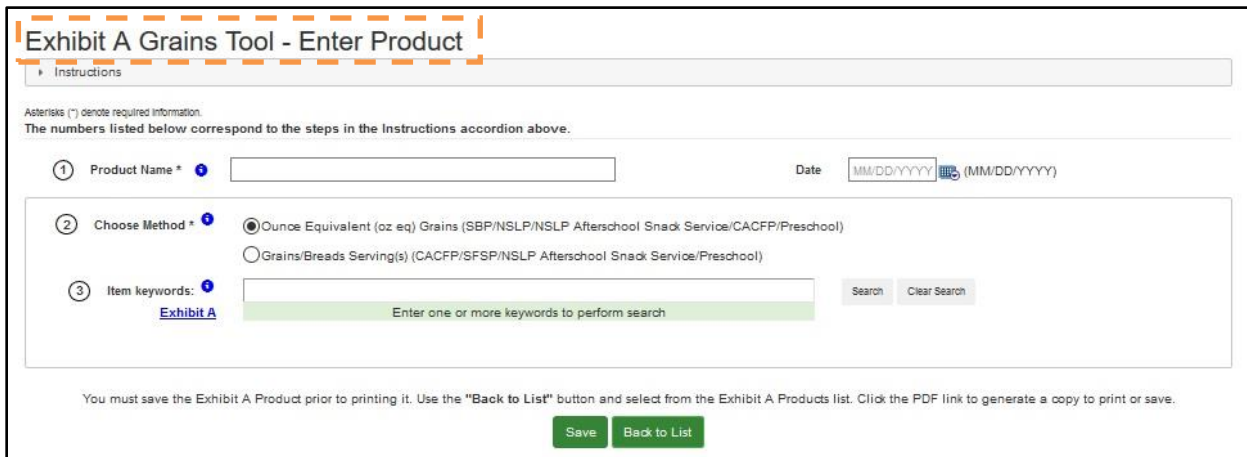 Exhibit A Grains Tool - Enter Product
Instructions
Asterisks (*) denote required information.
The numbers listed below correspond to the steps in the Instructions accordion above.
1 Product Name * Date MM/DD/YYYY (MM/DD/YYYY)
2 Choose Method * Ounce Equivalent (oz eq) Grains (SBP/NSLP/NSLP Afterschool Snack Service/CACFP/Preschool)
Grains/Breads Serving(s) (CACFP/SFSP/NSLP Afterschool Snack Service/Preschool)
3 Item keywords: Search Clear Search
Exhibit A Enter one or more keywords to perform search
You must save the Exhibit A Product prior to printing it. Use the "Back to List" button and select from the Exhibit A Products list. Click the PDF link to generate a copy to print or save.
Save Back to List